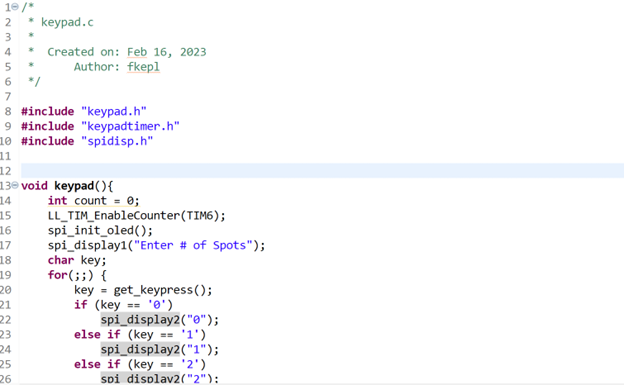 1 /*
2  * keypad.c
3  *
4  *  Created on: Feb 16, 2023
5  *      Author: fkepl
6  */
7
8 #include "keypad.h"
9 #include "keypadtimer.h"
10 #include "spidisp.h"
11
12
13 void keypad(){
14     int count = 0;
15     LL_TIM_EnableCounter(TIM6);
16     spi_init_oled();
17     spi_display1("Enter # of Spots");
18     char key;
19     for(;;) {
20         key = get_keypress();
21         if (key == '0')
22             spi_display2("0");
23         else if (key == '1')
24             spi_display2("1");
25         else if (key == '2')
26             spi_display2("2");